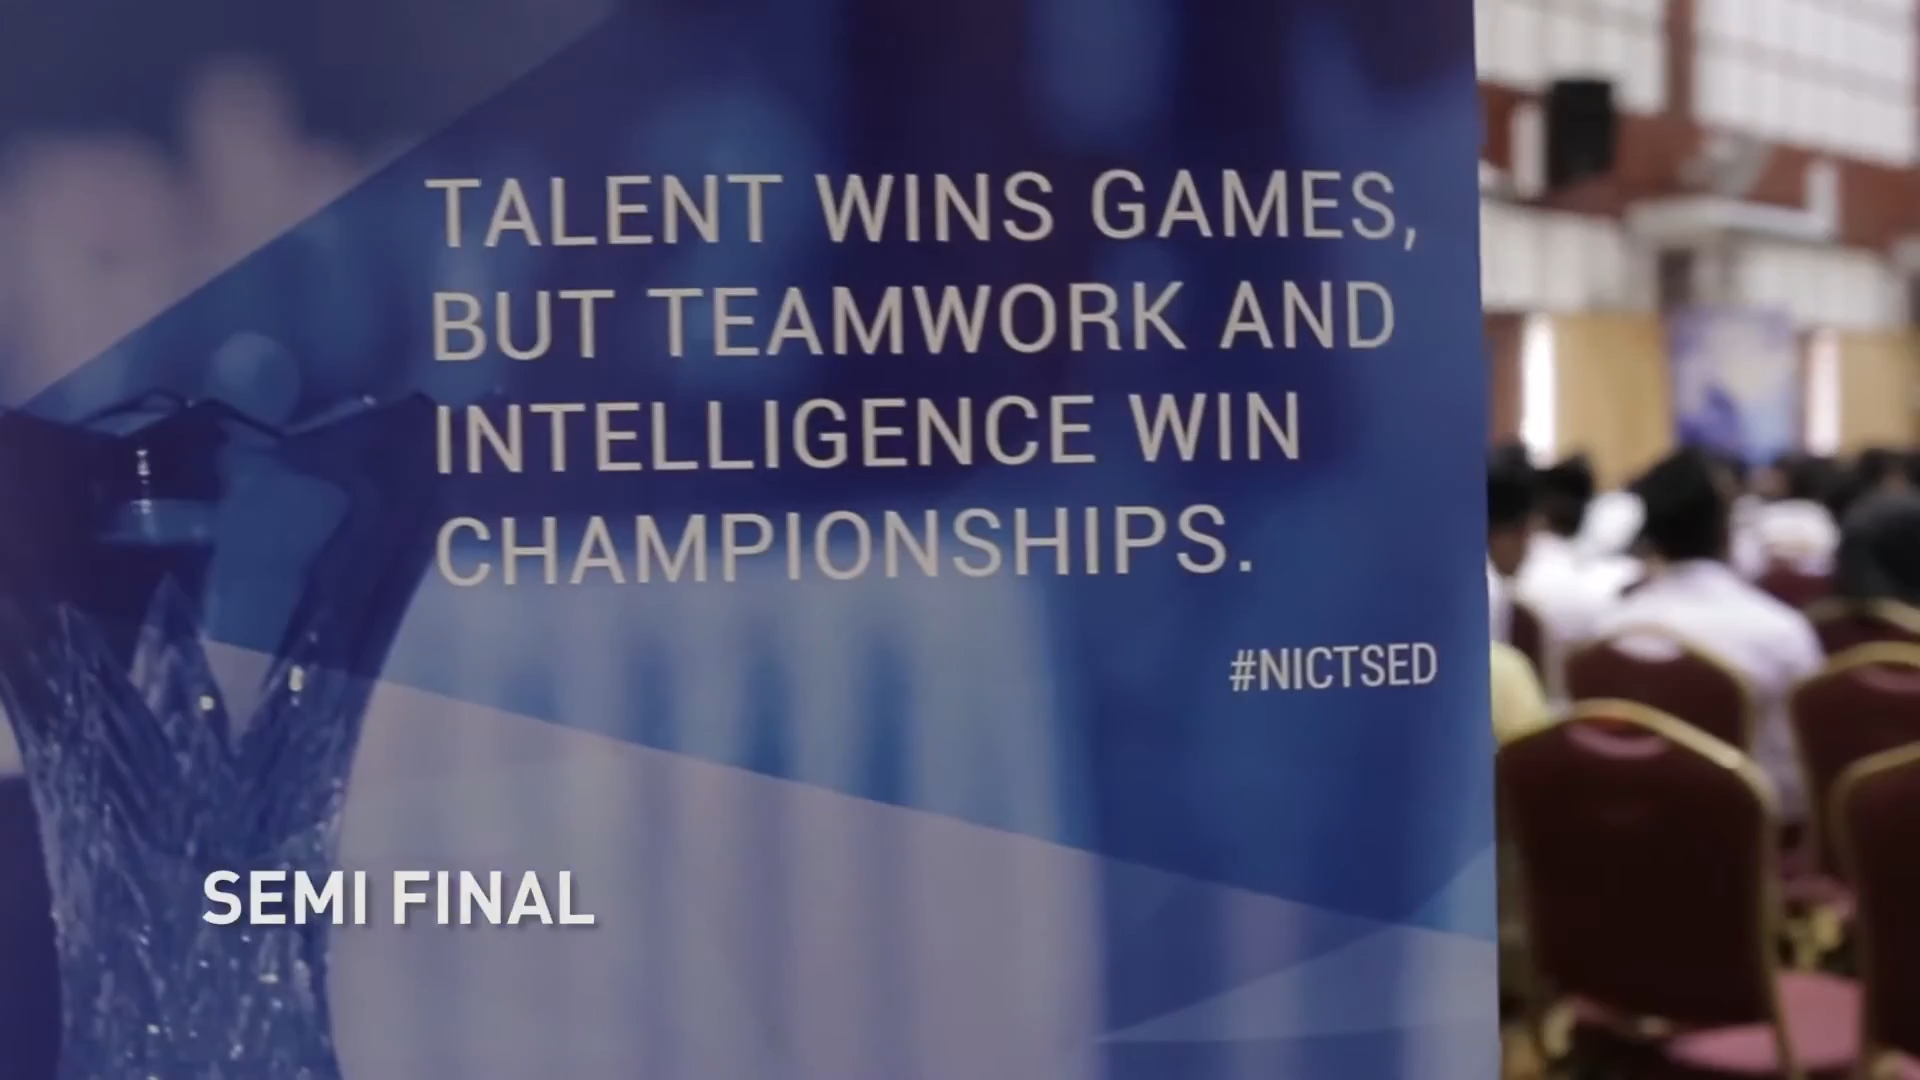 TALENT WINS GAMES,
BUT TEAMWORK AND
INTELLIGENCE WIN
CHAMPIONSHIPS.
#NICTSED
SEMI FINAL